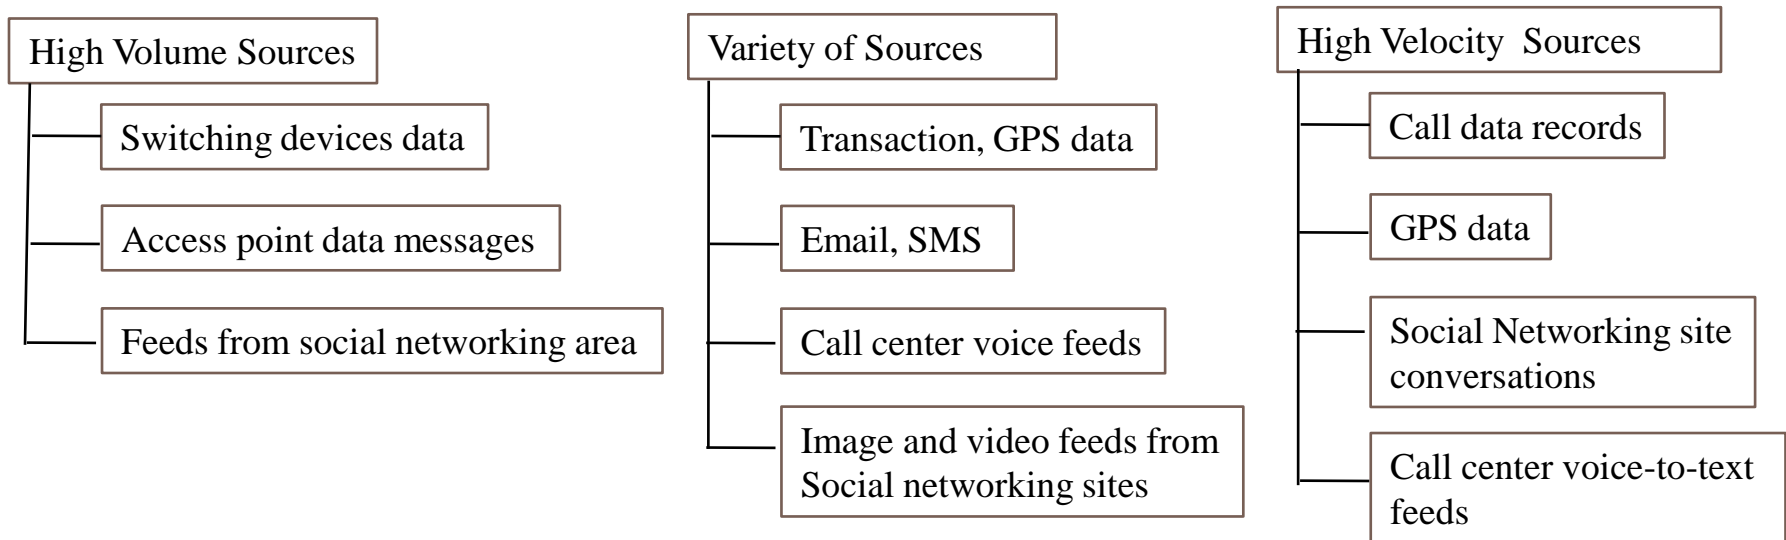 High Volume Sources
Switching devices data
Access point data messages
Feeds from social networking area
Variety of Sources
Transaction, GPS data
Email, SMS
Call center voice feeds
Image and video feeds from
Social networking sites
High Velocity  Sources
Call data records
GPS data
Social Networking site
conversations
Call center voice-to-text
feeds